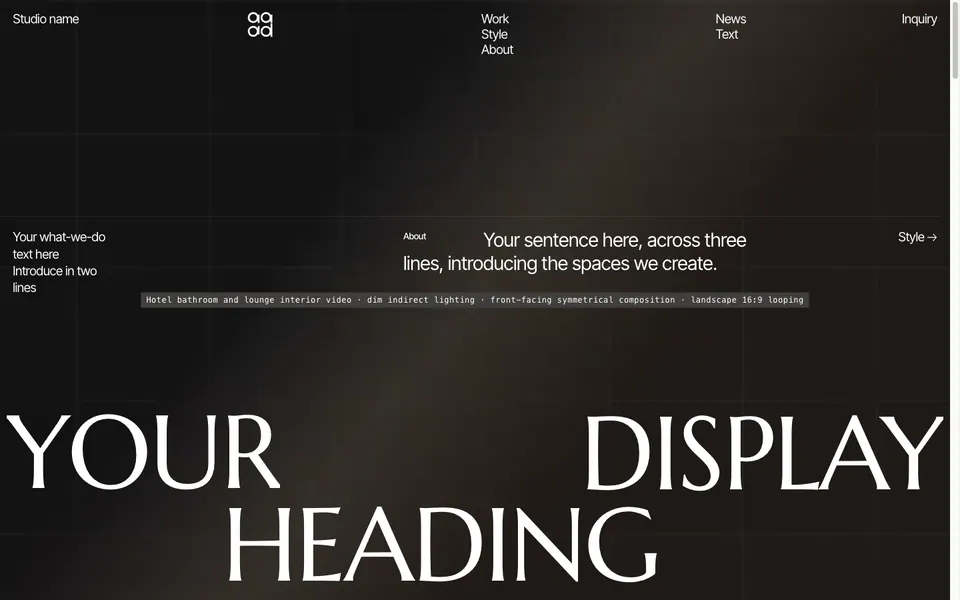 Studio name
Work
Style
About
News
Text
Inquiry
Your what-we-do
text here
Introduce in two
lines
About
Your sentence here, across three
lines, introducing the spaces we create.
Style →
Hotel bathroom and lounge interior video · dim indirect lighting · front-facing symmetrical composition · landscape 16:9 looping
YOUR DISPLAY
HEADING